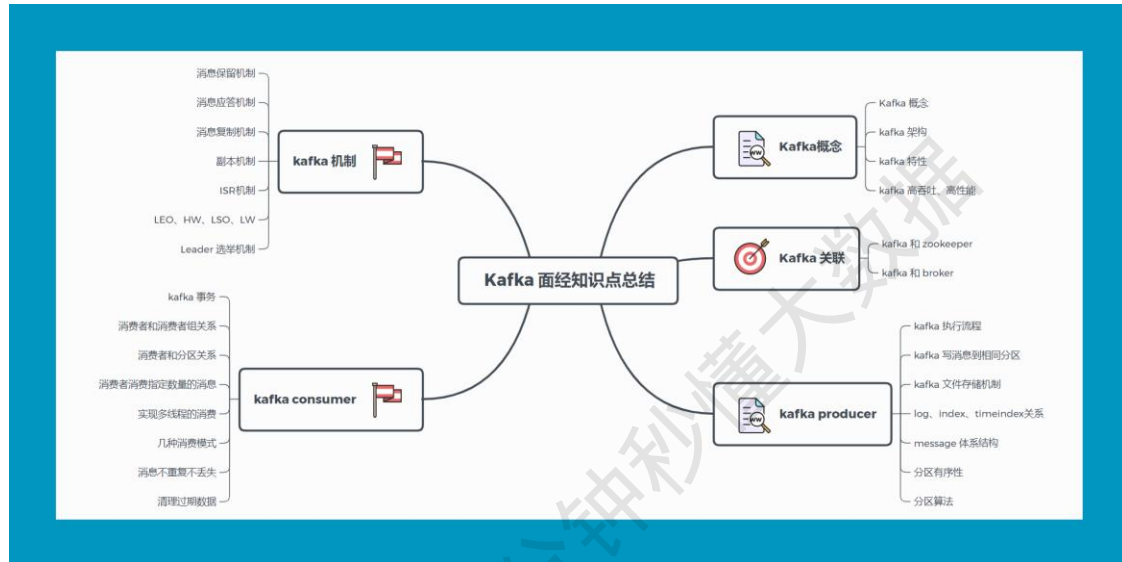 Kafka 面经知识点总结
kafka 机制
消息保留机制
消息应答机制
消息复制机制
副本机制
ISR机制
LEO、HW、LSO、LW
Leader 选举机制
kafka consumer
kafka 事务
消费者和消费者组关系
消费者和分区关系
消费者消费指定数量的消息
实现多线程的消费
几种消费模式
消息不重复不丢失
清理过期数据
Kafka概念
Kafka 概念
kafka 架构
kafka 特性
kafka 高吞吐、高性能
Kafka 关联
kafka 和 zookeeper
kafka 和 broker
kafka producer
kafka 执行流程
kafka 写消息到相同分区
kafka 文件存储机制
log、index、timeindex关系
message 体系结构
分区有序性
分区算法
分钟秒懂大数据